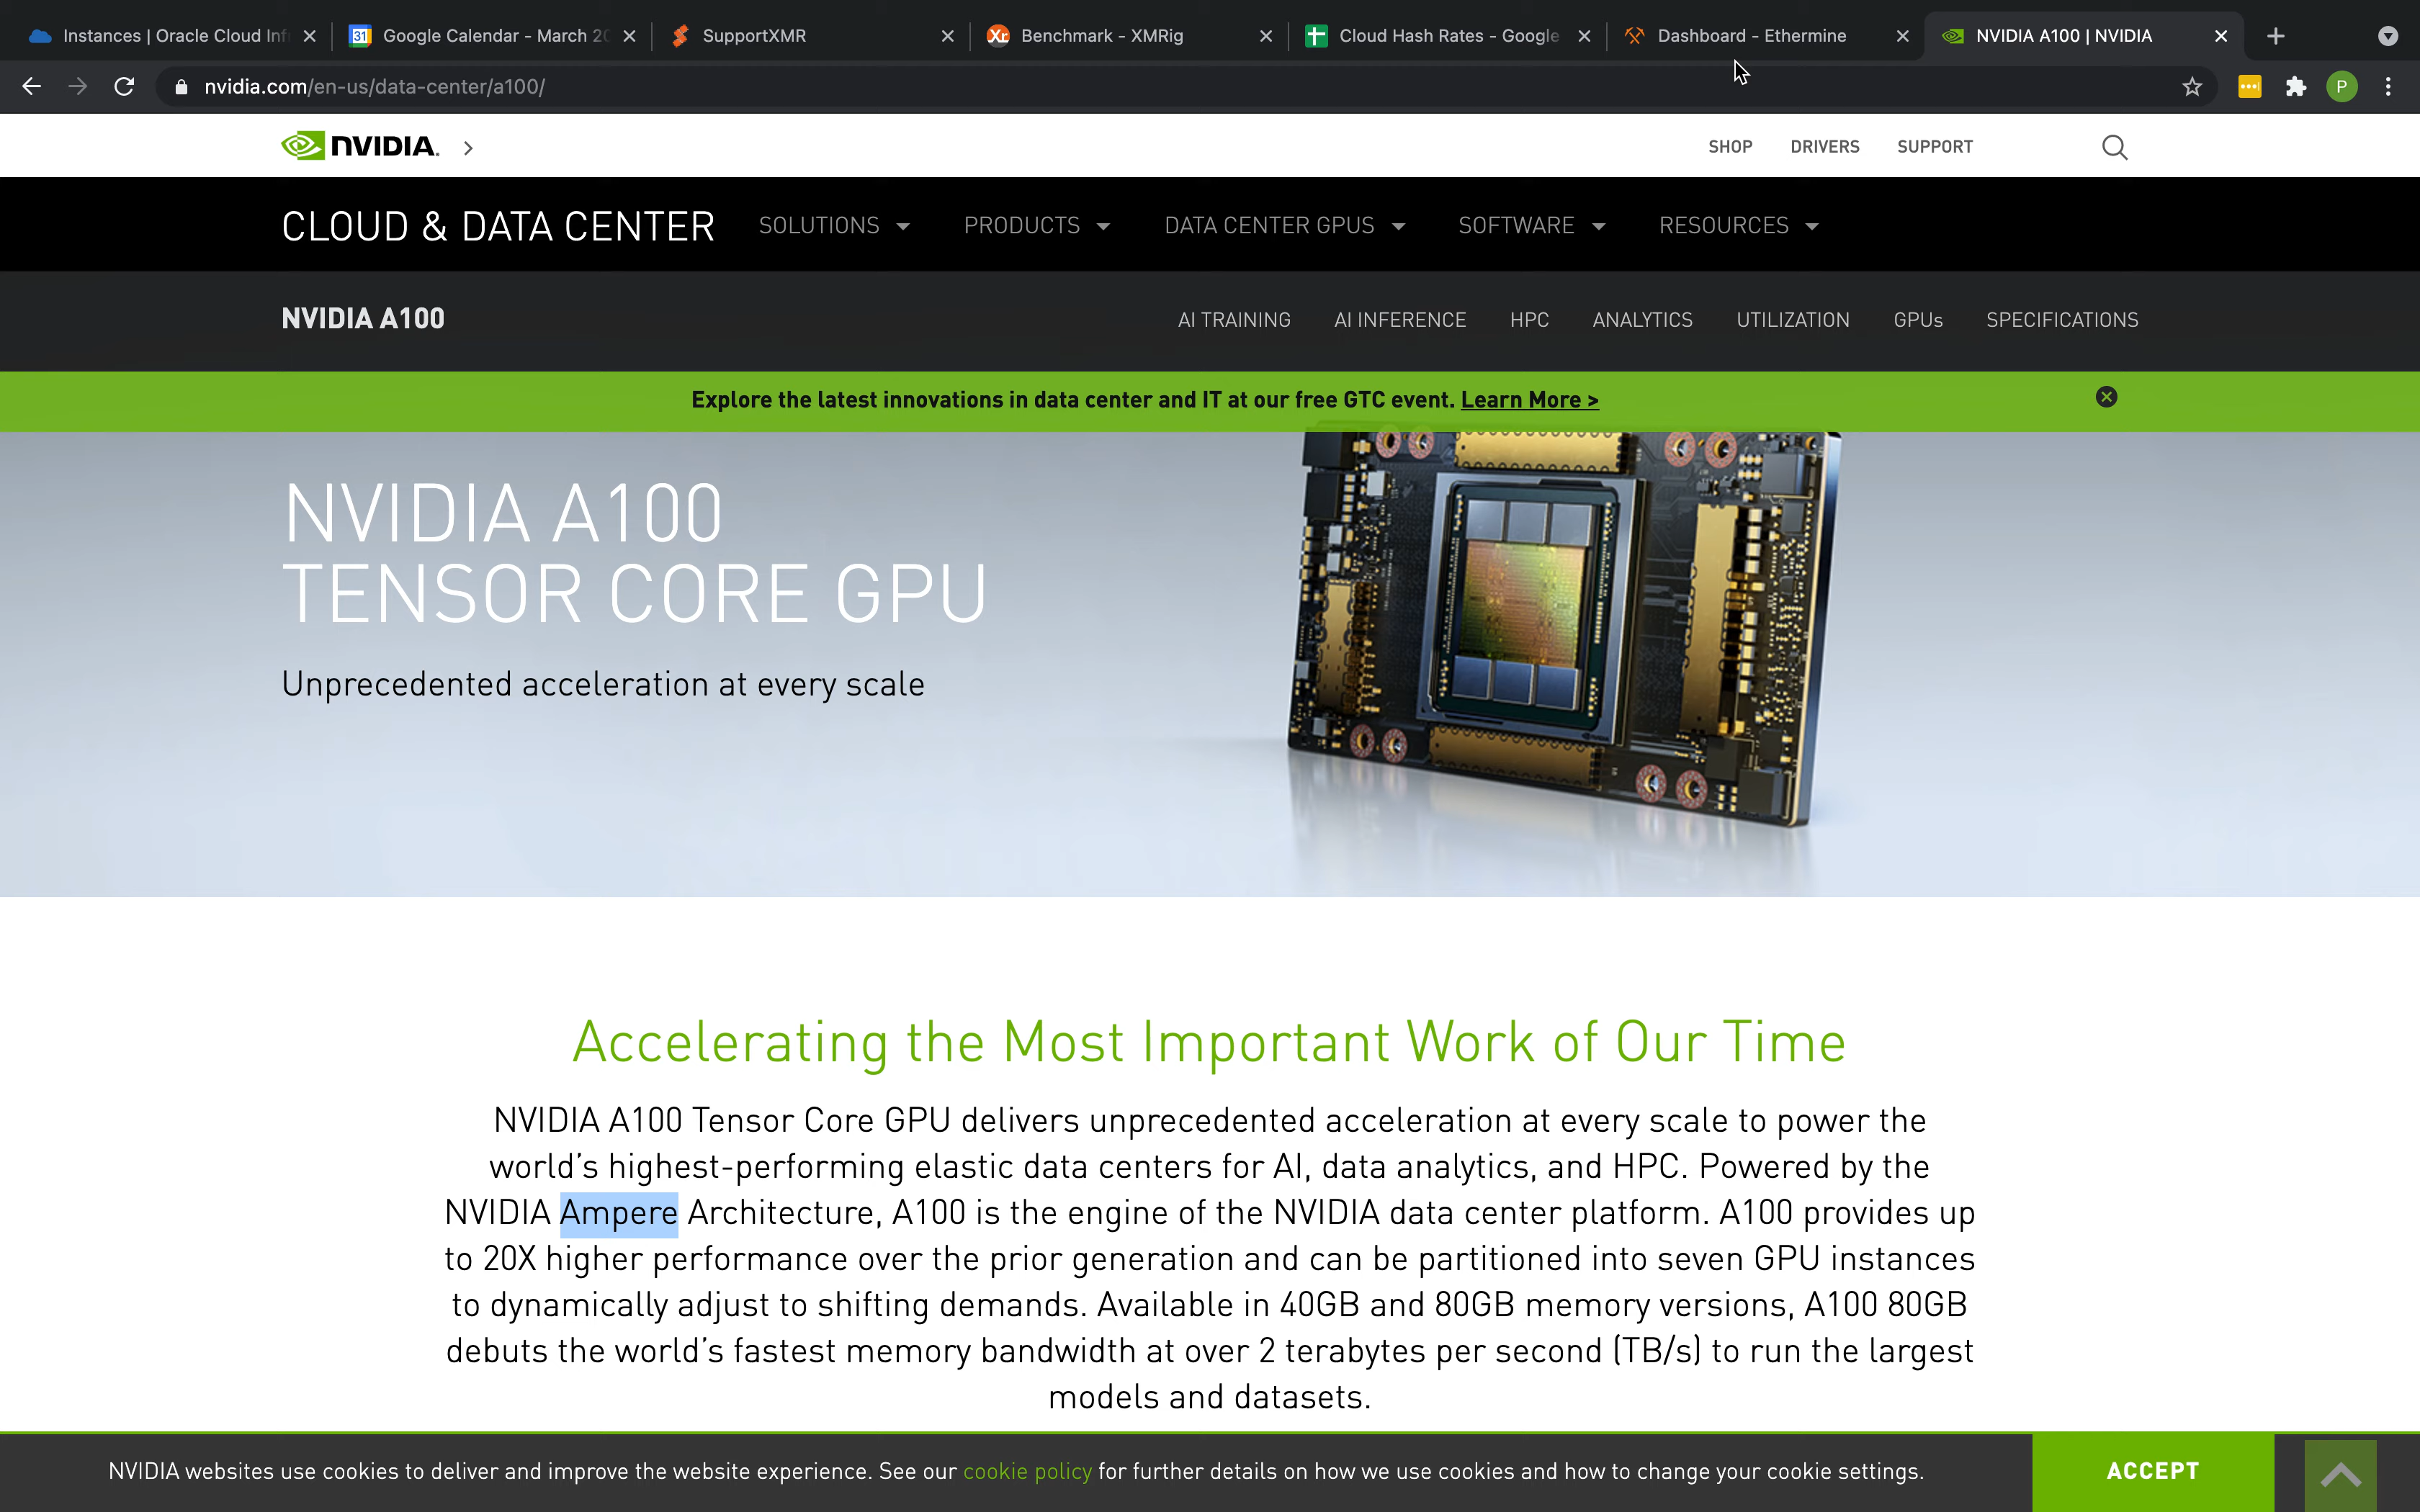 Instances | Oracle Cloud Inf
31 Google Calendar - March 20
SupportXMR
Xr Benchmark - XMRig
Cloud Hash Rates - Google
Dashboard - Ethermine
NVIDIA A100 | NVIDIA
nvidia.com/en-us/data-center/a100/
P
NVIDIA.
SHOP DRIVERS SUPPORT
CLOUD & DATA CENTER SOLUTIONS PRODUCTS DATA CENTER GPUS SOFTWARE RESOURCES
NVIDIA A100 AI TRAINING AI INFERENCE HPC ANALYTICS UTILIZATION GPUs SPECIFICATIONS
Explore the latest innovations in data center and IT at our free GTC event. Learn More >
NVIDIA A100
TENSOR CORE GPU
Unprecedented acceleration at every scale
Accelerating the Most Important Work of Our Time
NVIDIA A100 Tensor Core GPU delivers unprecedented acceleration at every scale to power the
world’s highest-performing elastic data centers for AI, data analytics, and HPC. Powered by the
NVIDIA Ampere Architecture, A100 is the engine of the NVIDIA data center platform. A100 provides up
to 20X higher performance over the prior generation and can be partitioned into seven GPU instances
to dynamically adjust to shifting demands. Available in 40GB and 80GB memory versions, A100 80GB
debuts the world’s fastest memory bandwidth at over 2 terabytes per second (TB/s) to run the largest
models and datasets.
NVIDIA websites use cookies to deliver and improve the website experience. See our cookie policy for further details on how we use cookies and how to change your cookie settings.
ACCEPT